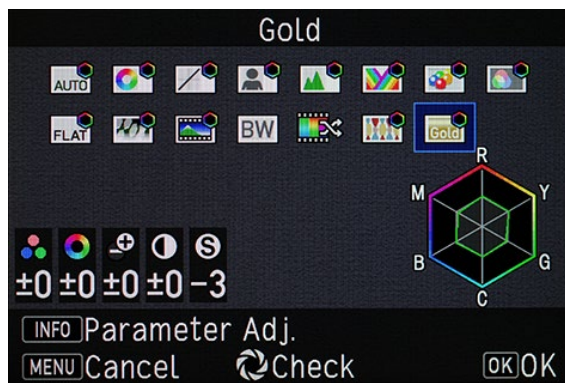 Gold
AUTO
FLAT BW Gold
R
M Y
B G
C
S
±0 ±0 ±0 ±0 -3
INFO Parameter Adj.
MENU Cancel Check OK OK